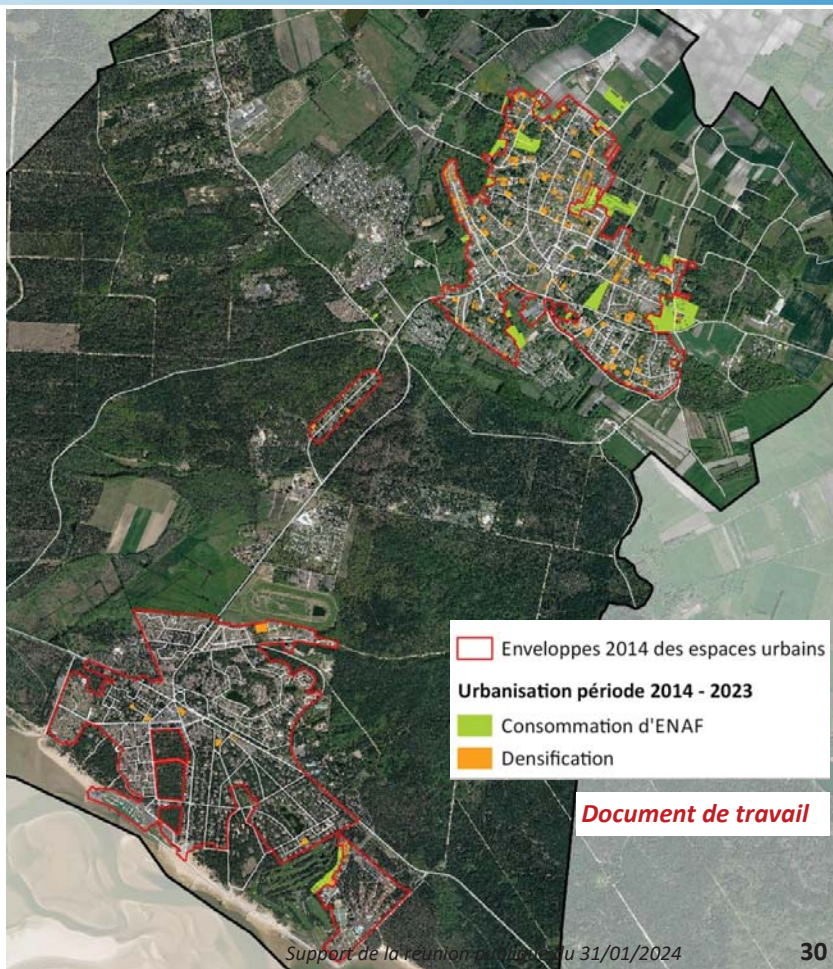 Enveloppes 2014 des espaces urbains
Urbanisation période 2014 - 2023
Consommation d'ENAF
Densification
Document de travail
Support de la réunion publique du 31/01/2024
30